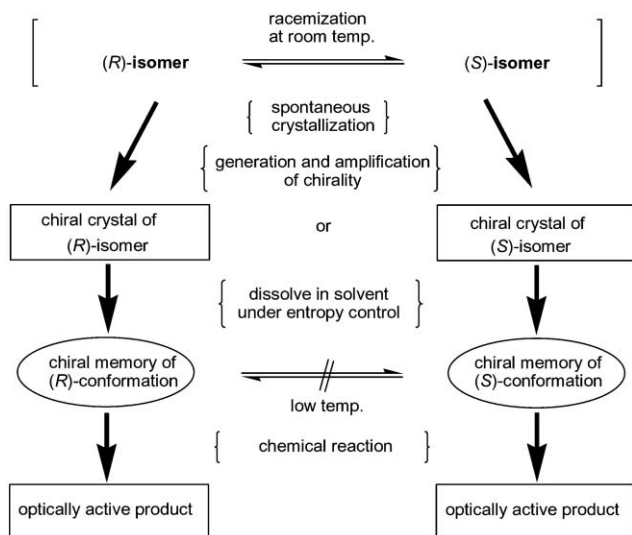 racemization
at room temp.
(R)-isomer
(S)-isomer
spontaneous
crystallization
generation and amplification
of chirality
chiral crystal of
(R)-isomer
or
chiral crystal of
(S)-isomer
dissolve in solvent
under entropy control
chiral memory of
(R)-conformation
chiral memory of
(S)-conformation
low temp.
chemical reaction
optically active product
optically active product